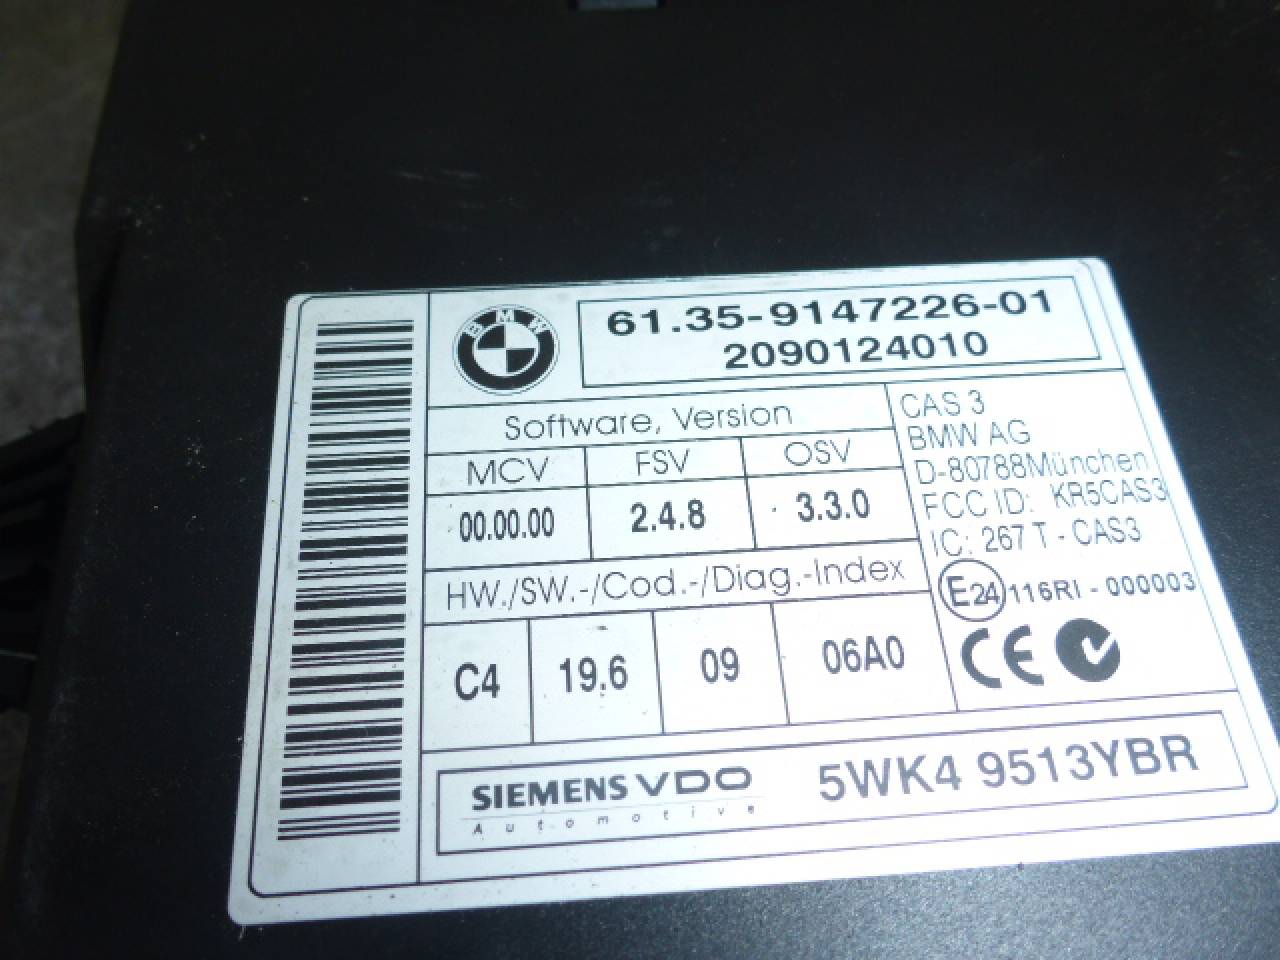 BMW
61.35-9147226-01
2090124010
Software, Version
MCV FSV OSV
00.00.00 2.4.8 3.3.0
HW./SW.-/Cod.-/Diag.-Index
C4 19.6 09 06A0
CAS 3
BMW AG
D-80788München
FCC ID: KR5CAS3
IC: 267 T - CAS3
E24 116RI - 000003
CE
SIEMENS VDO
Automotive
5WK4 9513YBR